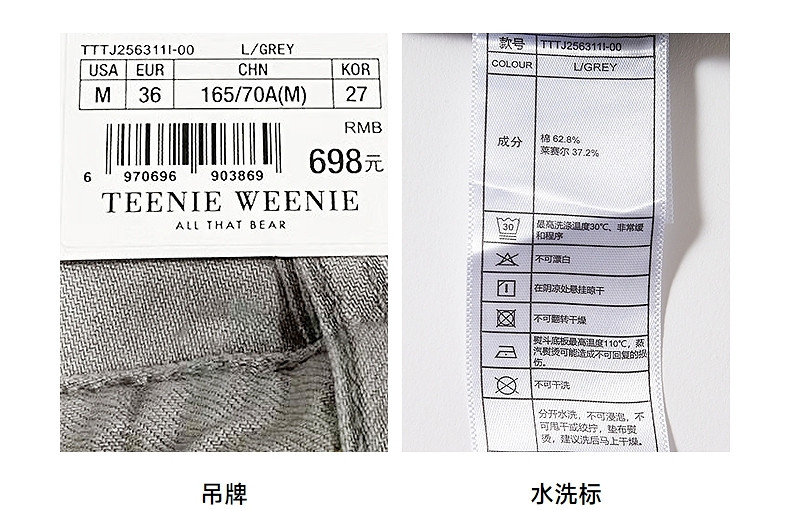 TTTJ256311I-00 L/GREY
USA EUR CHN KOR
M 36 165/70A(M) 27
RMB
698元
6 970696 903869
TEENIE WEENIE
ALL THAT BEAR
吊牌
款号 TTTJ256311I-00
COLOUR L/GREY
成分
棉 62.8%
莱赛尔 37.2%
30
最高洗涤温度30℃、非常缓
和程序
不可漂白
在阴凉处悬挂晾干
不可翻转干燥
熨斗底板最高温度110℃，蒸
汽熨烫可能造成不可回复的损
伤。
不可干洗
分开水洗，不可浸泡，不
可甩干或绞拧，垫布熨
烫，建议洗后马上干燥。
水洗标